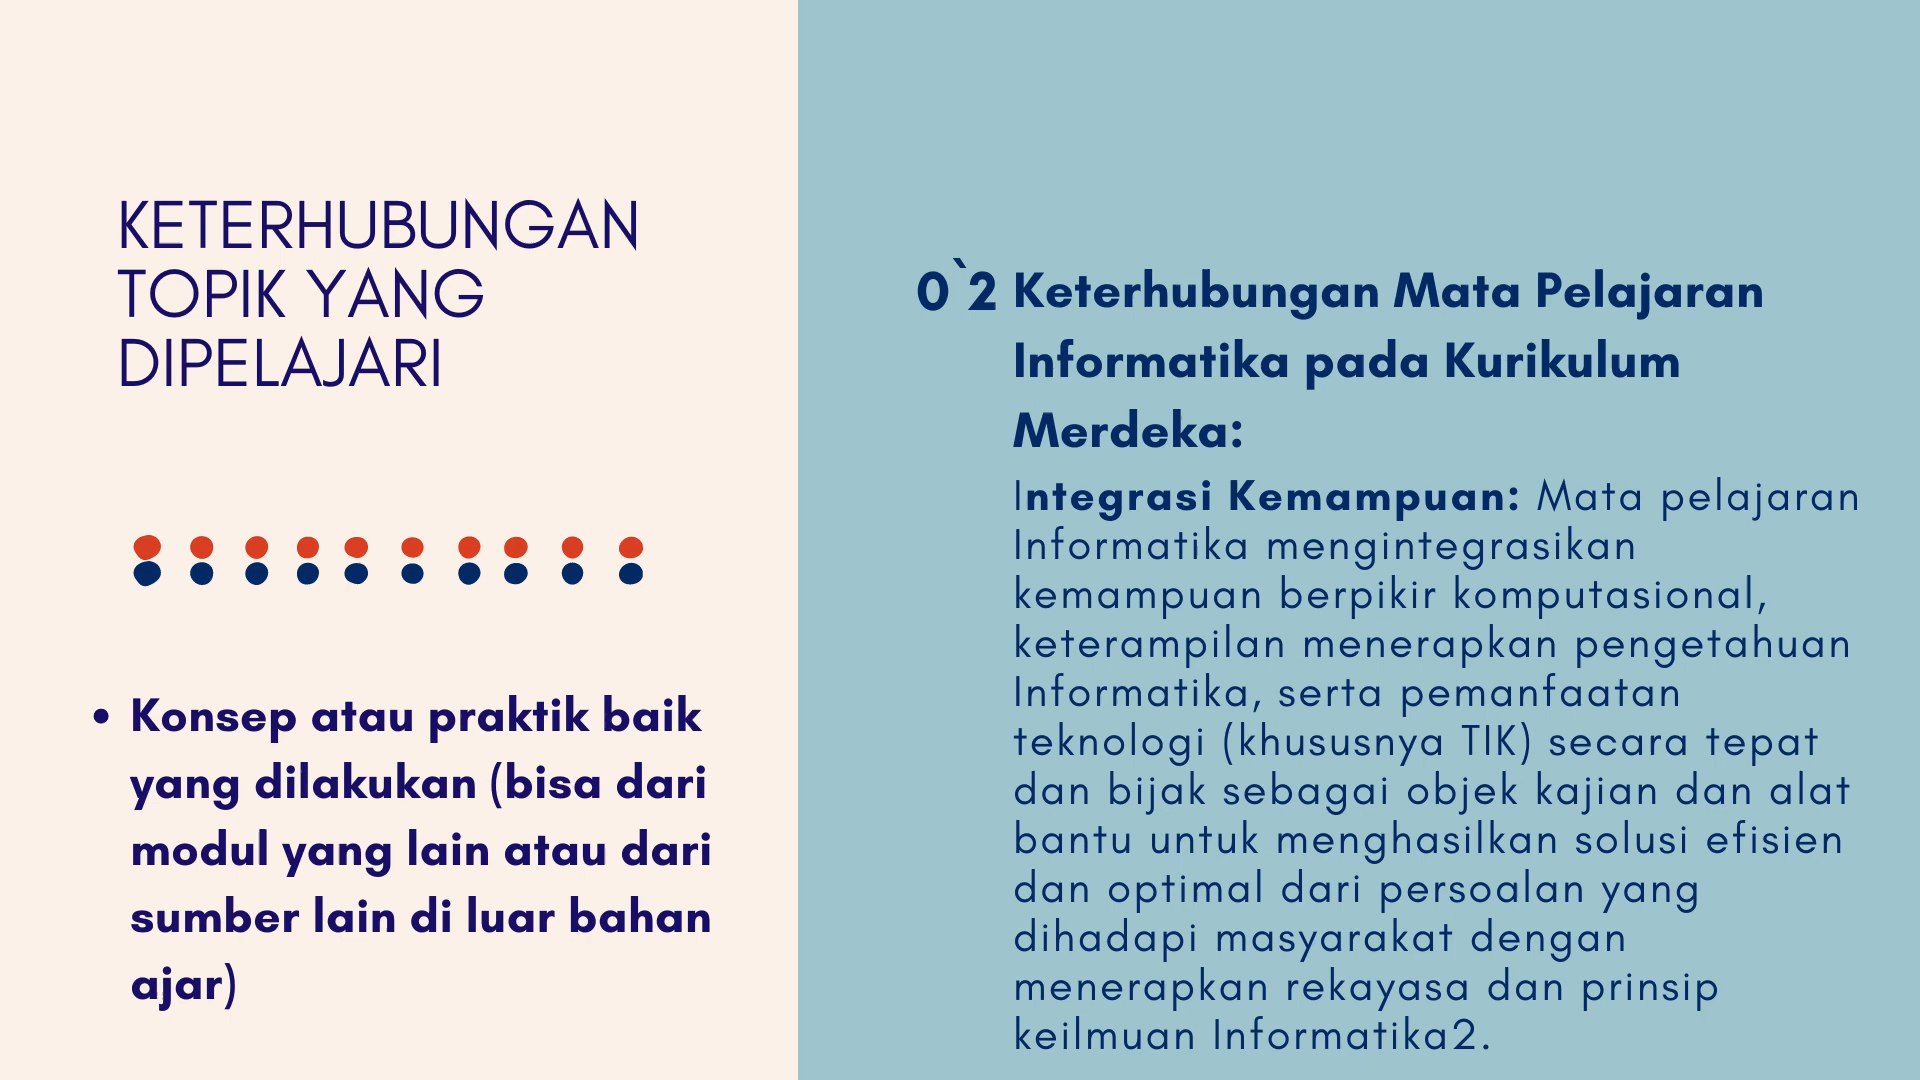 KETERHUBUNGAN
TOPIK YANG
DIPELAJARI
• Konsep atau praktik baik
yang dilakukan (bisa dari
modul yang lain atau dari
sumber lain di luar bahan
ajar)
0`2 Keterhubungan Mata Pelajaran
Informatika pada Kurikulum
Merdeka:
Integrasi Kemampuan: Mata pelajaran
Informatika mengintegrasikan
kemampuan berpikir komputasional,
keterampilan menerapkan pengetahuan
Informatika, serta pemanfaatan
teknologi (khususnya TIK) secara tepat
dan bijak sebagai objek kajian dan alat
bantu untuk menghasilkan solusi efisien
dan optimal dari persoalan yang
dihadapi masyarakat dengan
menerapkan rekayasa dan prinsip
keilmuan Informatika2.